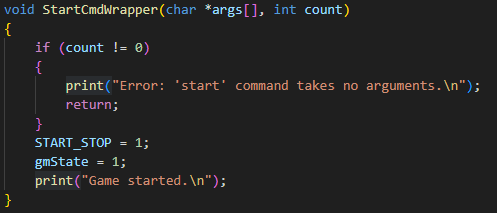 void StartCmdWrapper(char *args[], int count)
{
    if (count != 0)
    {
        print("Error: 'start' command takes no arguments.\n");
        return;
    }
    START_STOP = 1;
    gmState = 1;
    print("Game started.\n");
}